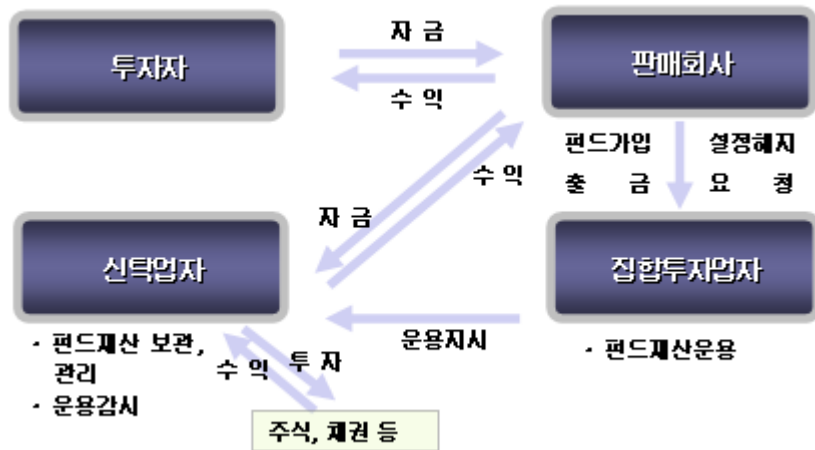 자 금
투자자
판매회사
수 익
펀드가입 설정해지
출 금 요 청
수 익
자 금
신탁업자
집합투자업자
운용지시
· 펀드재산 보관,
관리
· 운용감시
수 익
투 자
· 펀드재산운용
주식, 채권 등